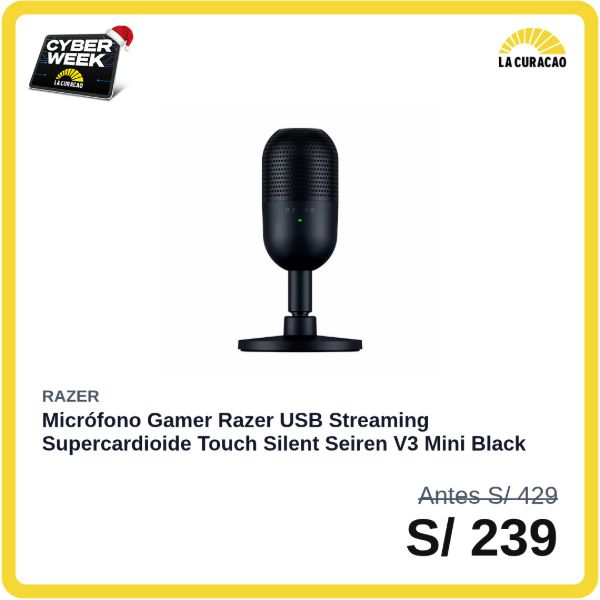 CYBER
WEEK
LA CURACAO
LA CURACAO
RAZER
RAZER
Micrófono Gamer Razer USB Streaming
Supercardioide Touch Silent Seiren V3 Mini Black
Antes S/ 429
S/ 239